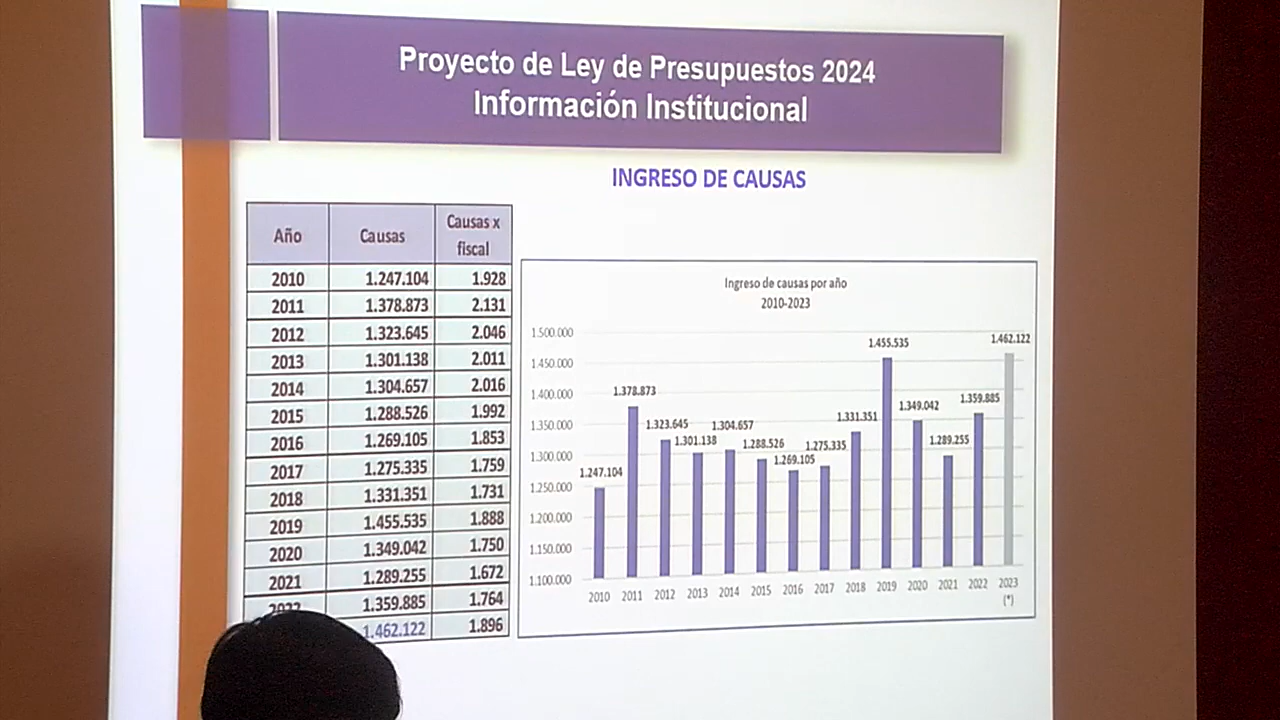 Proyecto de Ley de Presupuestos 2024
Información Institucional
INGRESO DE CAUSAS
Año Causas Causas x fiscal
2010 1.247.104 1.928
2011 1.378.873 2.131
2012 1.323.645 2.046
2013 1.301.138 2.011
2014 1.304.657 2.016
2015 1.288.526 1.992
2016 1.269.105 1.853
2017 1.275.335 1.759
2018 1.331.351 1.731
2019 1.455.535 1.888
2020 1.349.042 1.750
2021 1.289.255 1.672
2022 1.359.885 1.764
1.462.122 1.896
Ingreso de causas por año
2010-2023
1.500.000
1.450.000
1.400.000
1.350.000
1.300.000
1.250.000
1.200.000
1.150.000
1.100.000
1.247.104
1.378.873
1.323.645
1.301.138
1.304.657
1.288.526
1.269.105
1.275.335
1.331.351
1.455.535
1.349.042
1.289.255
1.359.885
1.462.122
2010 2011 2012 2013 2014 2015 2016 2017 2018 2019 2020 2021 2022 2023
(*)